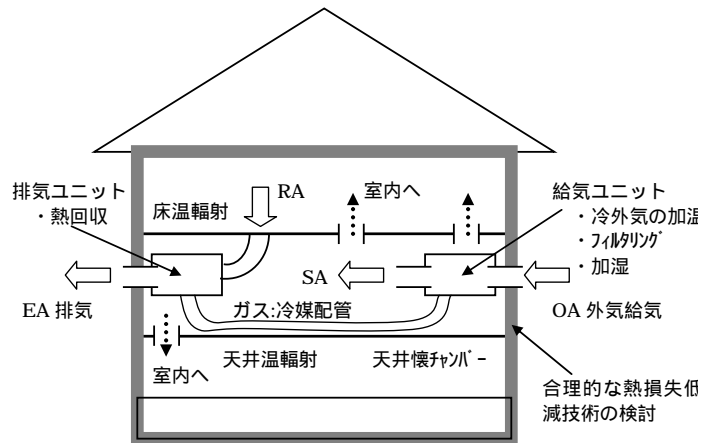 排気ユニット
・熱回収
床温輻射
RA
室内へ
給気ユニット
・冷外気の加温
・ﾌｨﾙﾀﾘﾝｸﾞ
・加湿
SA
EA 排気
ガス:冷媒配管
OA 外気給気
室内へ
天井温輻射
天井懐ﾁｬﾝﾊﾞｰ
合理的な熱損失低
減技術の検討